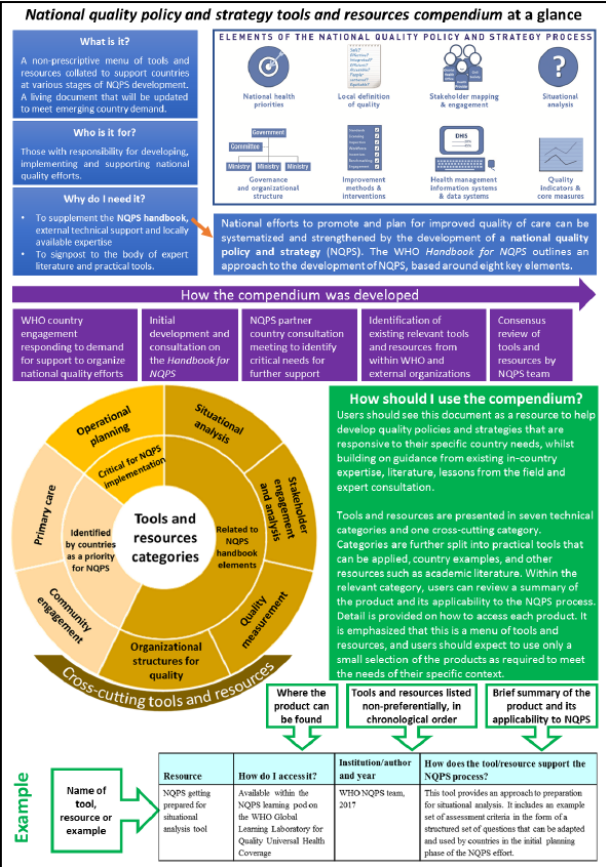 National quality policy and strategy tools and resources compendium at a glance
What is it?
A non-prescriptive menu of tools and
resources collated to support countries
at various stages of NQPS development.
A living document that will be updated
to meet emerging country demand.
Who is it for?
Those with responsibility for developing,
implementing and supporting national
quality efforts.
Why do I need it?
• To supplement the NQPS handbook,
external technical support and locally
available expertise
• To signpost to the body of expert
literature and practical tools.
ELEMENTS OF THE NATIONAL QUALITY POLICY AND STRATEGY PROCESS
National health
priorities
Local definition
of quality
Stakeholder mapping
& engagement
?
Situational
analysis
Government
Committee
Ministry Ministry Ministry
Governance
and organizational
structure
Improvement
methods &
interventions
DHIS
Health management
information systems
& data systems
Quality
indicators &
core measures
National efforts to promote and plan for improved quality of care can be
systematized and strengthened by the development of a national quality
policy and strategy (NQPS). The WHO Handbook for NQPS outlines an
approach to the development of NQPS, based around eight key elements.
How the compendium was developed
WHO country
engagement
responding to demand
for support to organize
national quality efforts
Initial
development and
consultation on
the Handbook for
NQPS
NQPS partner
country consultation
meeting to identify
critical needs for
further support
Identification of
existing relevant tools
and resources from
within WHO and
external organizations
Consensus
review of
tools and
resources by
NQPS team
Operational
planning
Situational
analysis
Stakeholder
engagement
and analysis
Quality
measurement
Organizational
structures for
quality
Community
engagement
Primary care
Critical for NQPS
implementation
Related to
NQPS
handbook
elements
Identified
by countries
as a priority
for NQPS
Tools and
resources
categories
Cross-cutting tools and resources
How should I use the compendium?
Users should see this document as a resource to help
develop quality policies and strategies that are
responsive to their specific country needs, whilst
building on guidance from existing in-country
expertise, literature, lessons from the field and
expert consultation.
Tools and resources are presented in seven technical
categories and one cross-cutting category.
Categories are further split into practical tools that
can be applied, country examples, and other
resources such as academic literature. Within the
relevant category, users can review a summary of
the product and its applicability to the NQPS process.
Detail is provided on how to access each product. It
is emphasized that this is a menu of tools and
resources, and users should expect to use only a
small selection of the products as required to meet
the needs of their specific context.
Where the
product can
be found
Tools and resources listed
non-preferentially, in
chronological order
Brief summary of the
product and its
applicability to NQPS
Example
Name of
tool,
resource or
example
Resource
How do I access it?
Institution/author
and year
How does the tool/resource support the
NQPS process?
NQPS getting
prepared for
situational
analysis tool
Available within the
NQPS learning pod on
the WHO Global
Learning Laboratory for
Quality Universal Health
Coverage
WHO NQPS team,
2017
This tool provides an approach to preparation
for situational analysis. It includes an example
set of assessment criteria in the form of
a structured set of questions that can be adapted
and used by countries in the initial planning
phase of the NQPS effort.